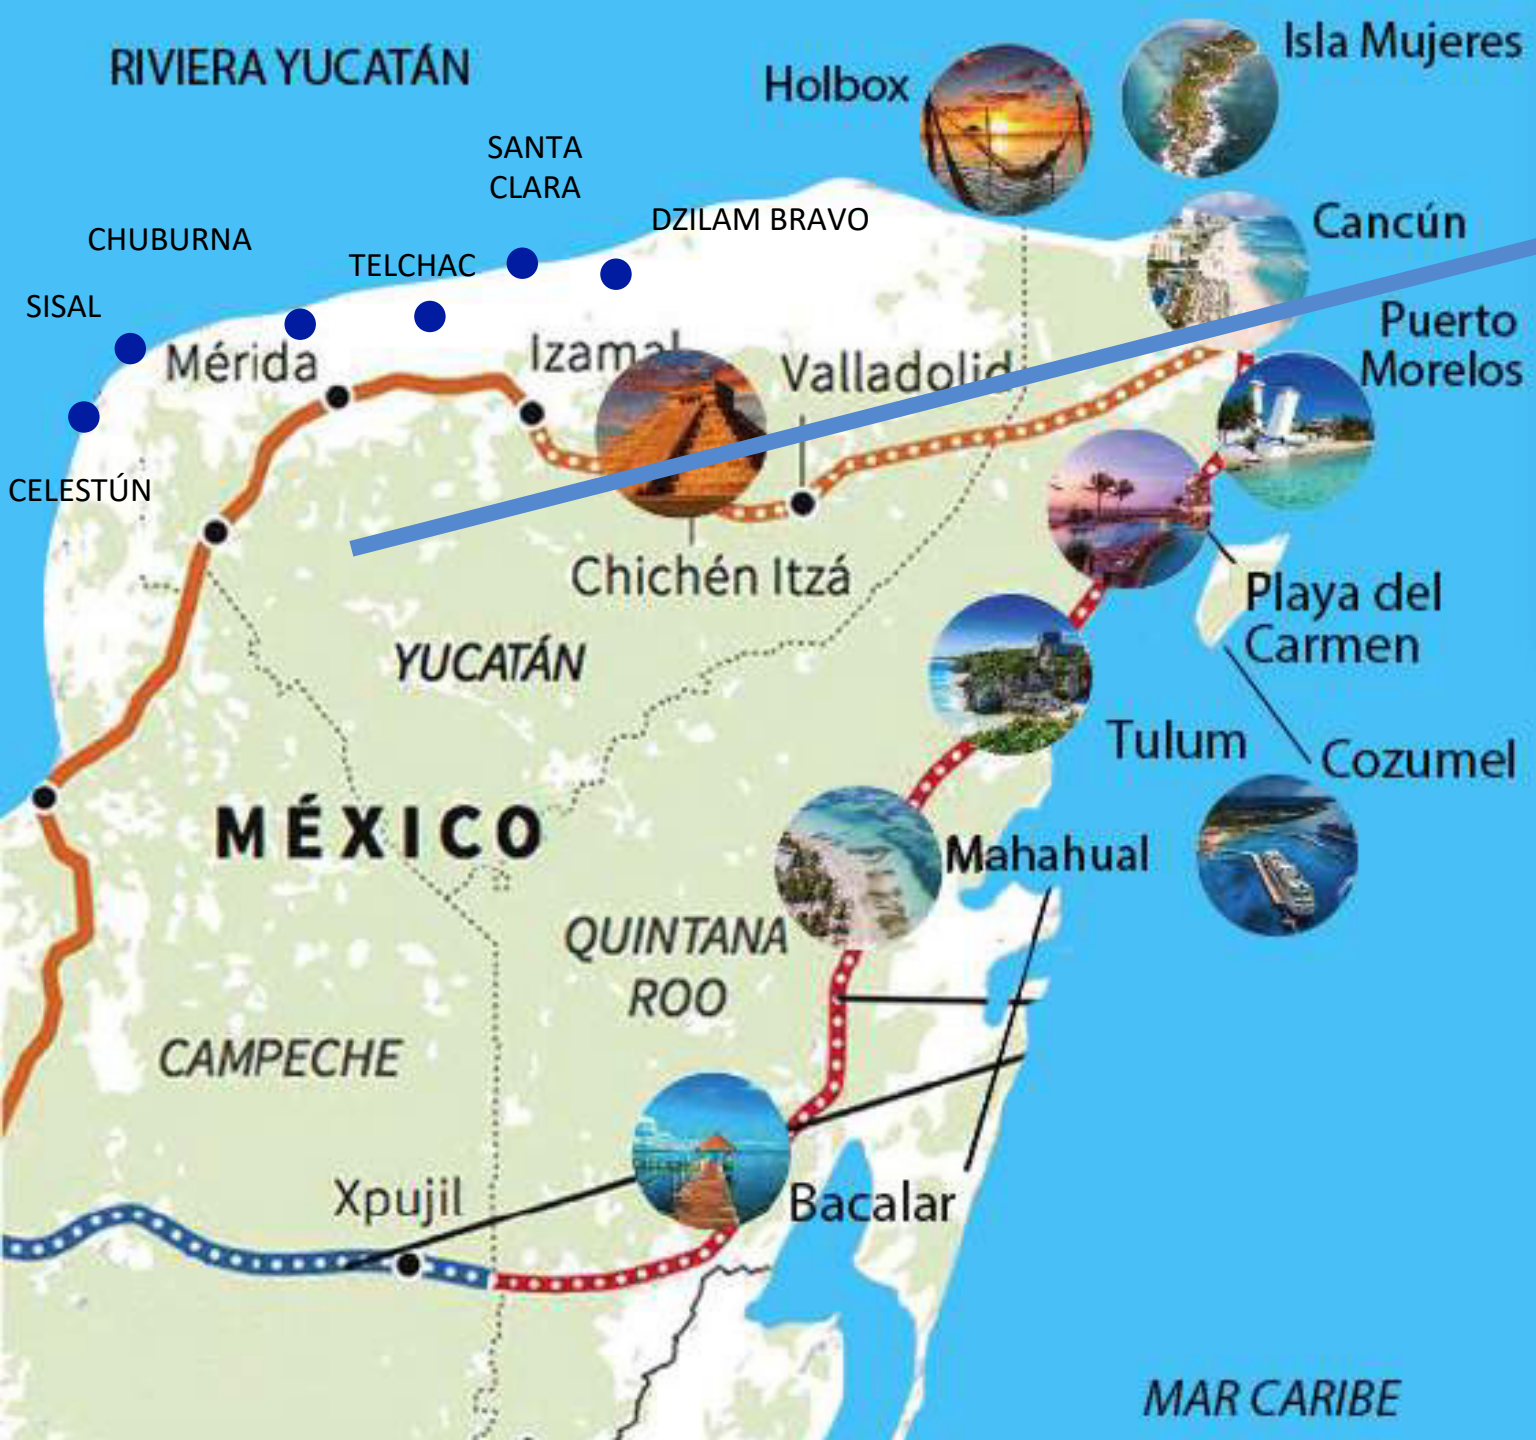 RIVIERA YUCATÁN
Isla Mujeres
Holbox
SANTA
CLARA
DZILAM BRAVO
Cancún
CHUBURNA
TELCHAC
SISAL
Puerto
Morelos
Mérida
Izamal
Valladolid
CELESTÚN
Chichén Itzá
Playa del
Carmen
YUCATÁN
Tulum
Cozumel
MÉXICO
Mahahual
QUINTANA
ROO
CAMPECHE
Xpujil
Bacalar
MAR CARIBE